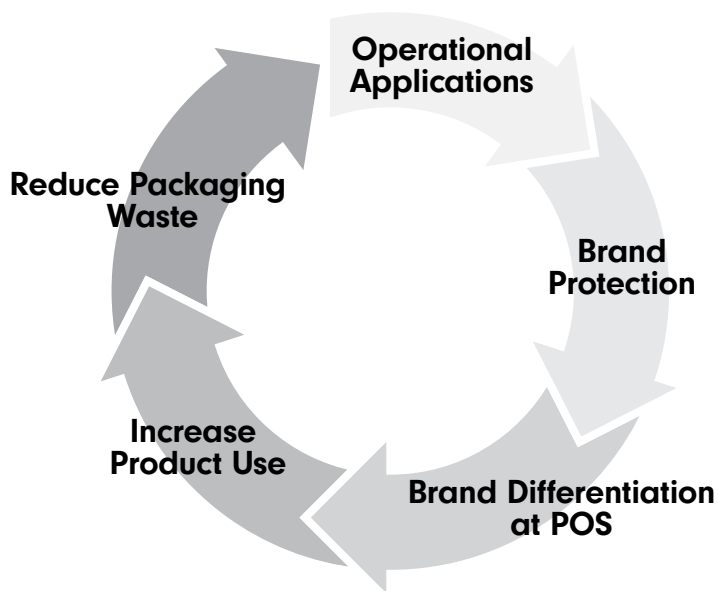 Operational
Applications
Brand
Protection
Brand Differentiation
at POS
Increase
Product Use
Reduce Packaging
Waste